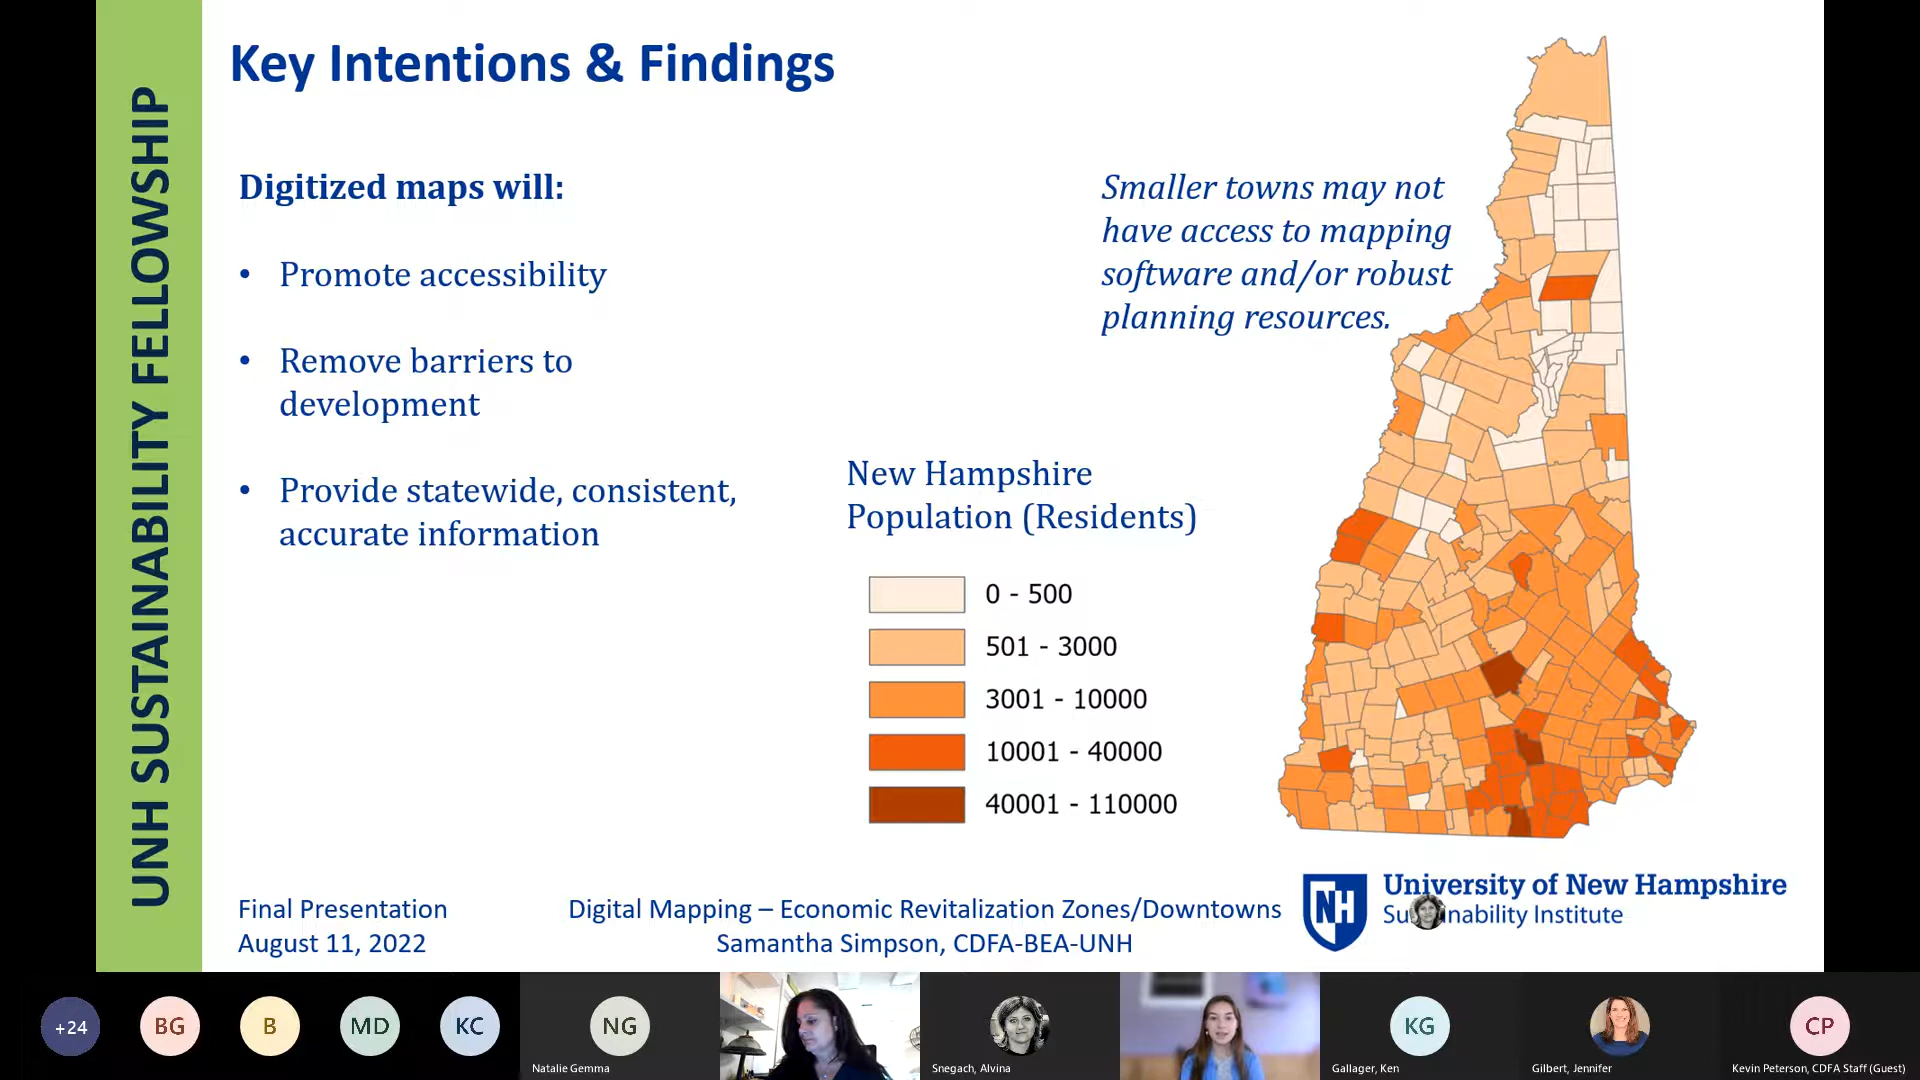 UNH SUSTAINABILITY FELLOWSHIP
Key Intentions & Findings
Digitized maps will:
• Promote accessibility
• Remove barriers to
development
• Provide statewide, consistent,
accurate information
Smaller towns may not
have access to mapping
software and/or robust
planning resources.
New Hampshire
Population (Residents)
0 - 500
501 - 3000
3001 - 10000
10001 - 40000
40001 - 110000
Final Presentation
August 11, 2022
Digital Mapping – Economic Revitalization Zones/Downtowns
Samantha Simpson, CDFA-BEA-UNH
NH
University of New Hampshire
Institute
+24
BG
B
MD
KC
NG
Natalie Gemma
Snegach, Alvina
KG
Gallager, Ken
Gilbert, Jennifer
CP
Kevin Peterson, CDFA Staff (Guest)